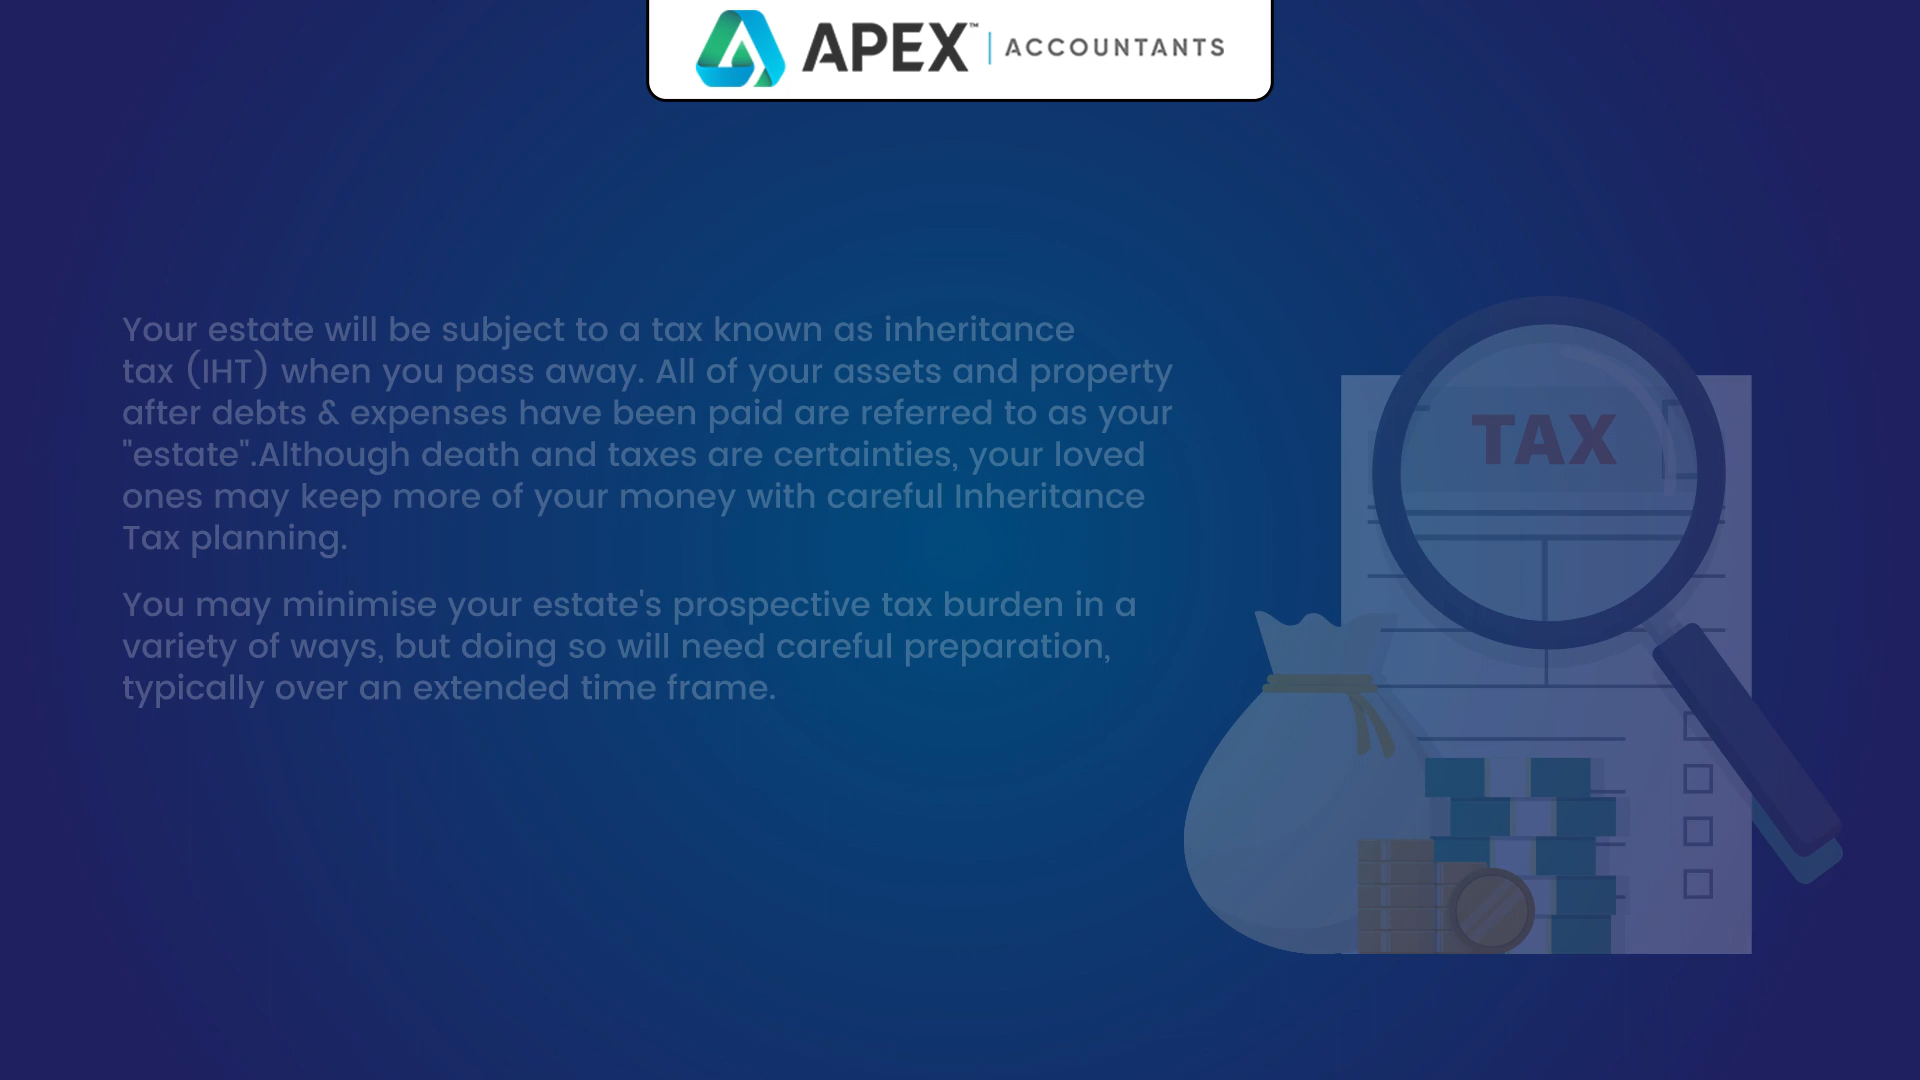 APEX™ | ACCOUNTANTS
Your estate will be subject to a tax known as inheritance
tax (IHT) when you pass away. All of your assets and property
after debts & expenses have been paid are referred to as your
"estate".Although death and taxes are certainties, your loved
ones may keep more of your money with careful Inheritance
Tax planning.
You may minimise your estate's prospective tax burden in a
variety of ways, but doing so will need careful preparation,
typically over an extended time frame.
TAX